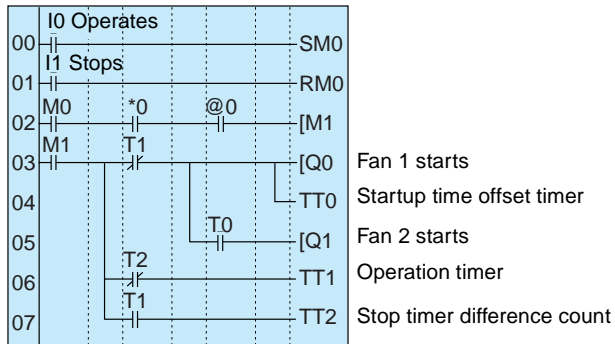 I0 Operates
00 SM0
I1 Stops
01 RM0
M0 *0 @0
02 [M1
M1 T1
03 [Q0 Fan 1 starts
04 TT0 Startup time offset timer
T0
05 [Q1 Fan 2 starts
T2
06 TT1 Operation timer
T1
07 TT2 Stop timer difference count